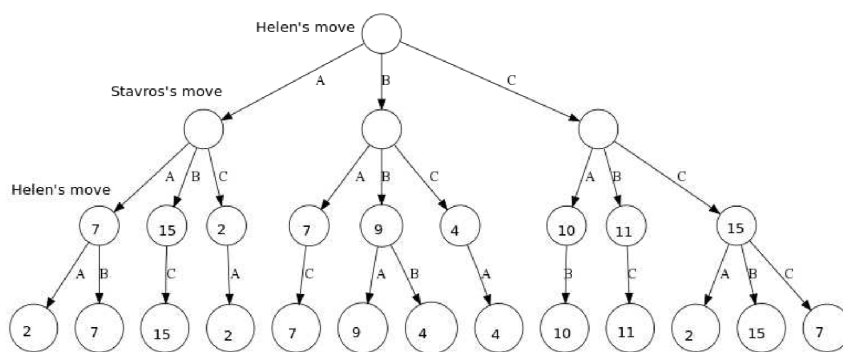 Helen's move
A B C
Stavros's move
A B C A B C A B C
Helen's move
7 15 2 7 9 4 10 11 15
A B C A C A B A B C A B C
2 7 15 2 7 9 4 4 10 11 2 15 7